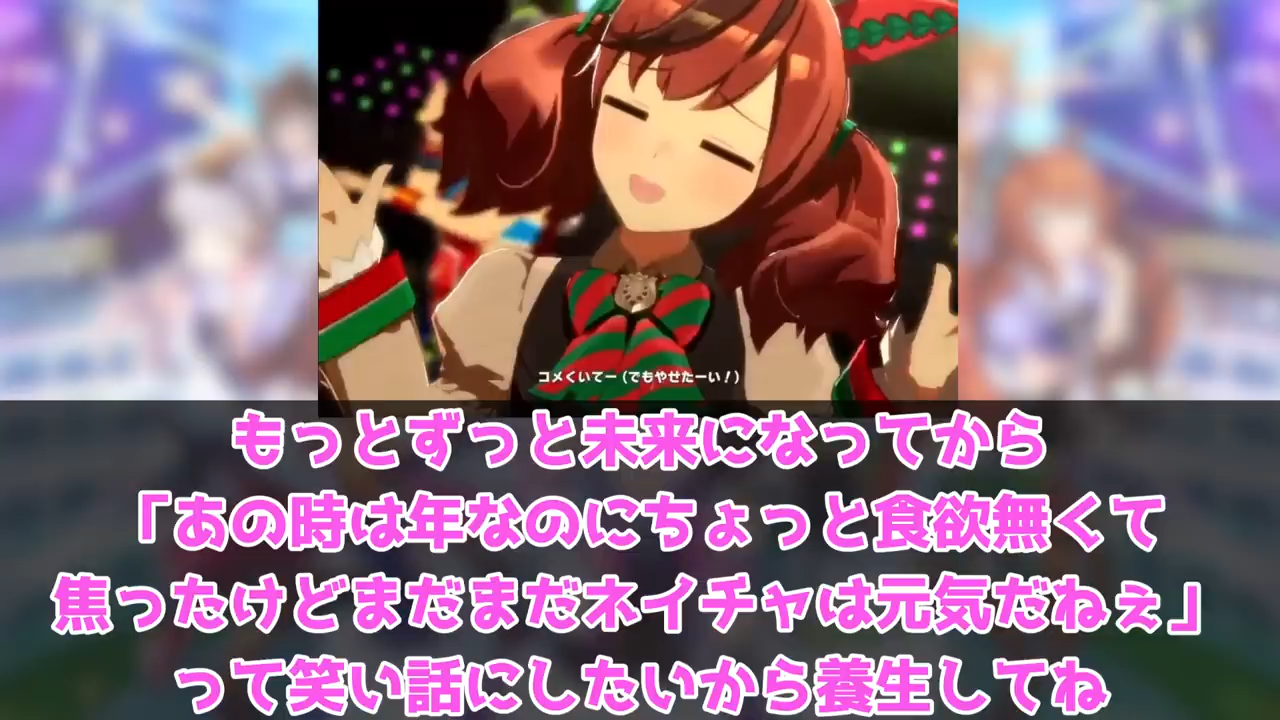 コメくいてー(でもやせたーい！)
もっとずっと未来になってから
「あの時は年なのにちょっと食欲無くて
焦ったけどまだまだネイチャは元気だねぇ」
って笑い話にしたいから養生してね